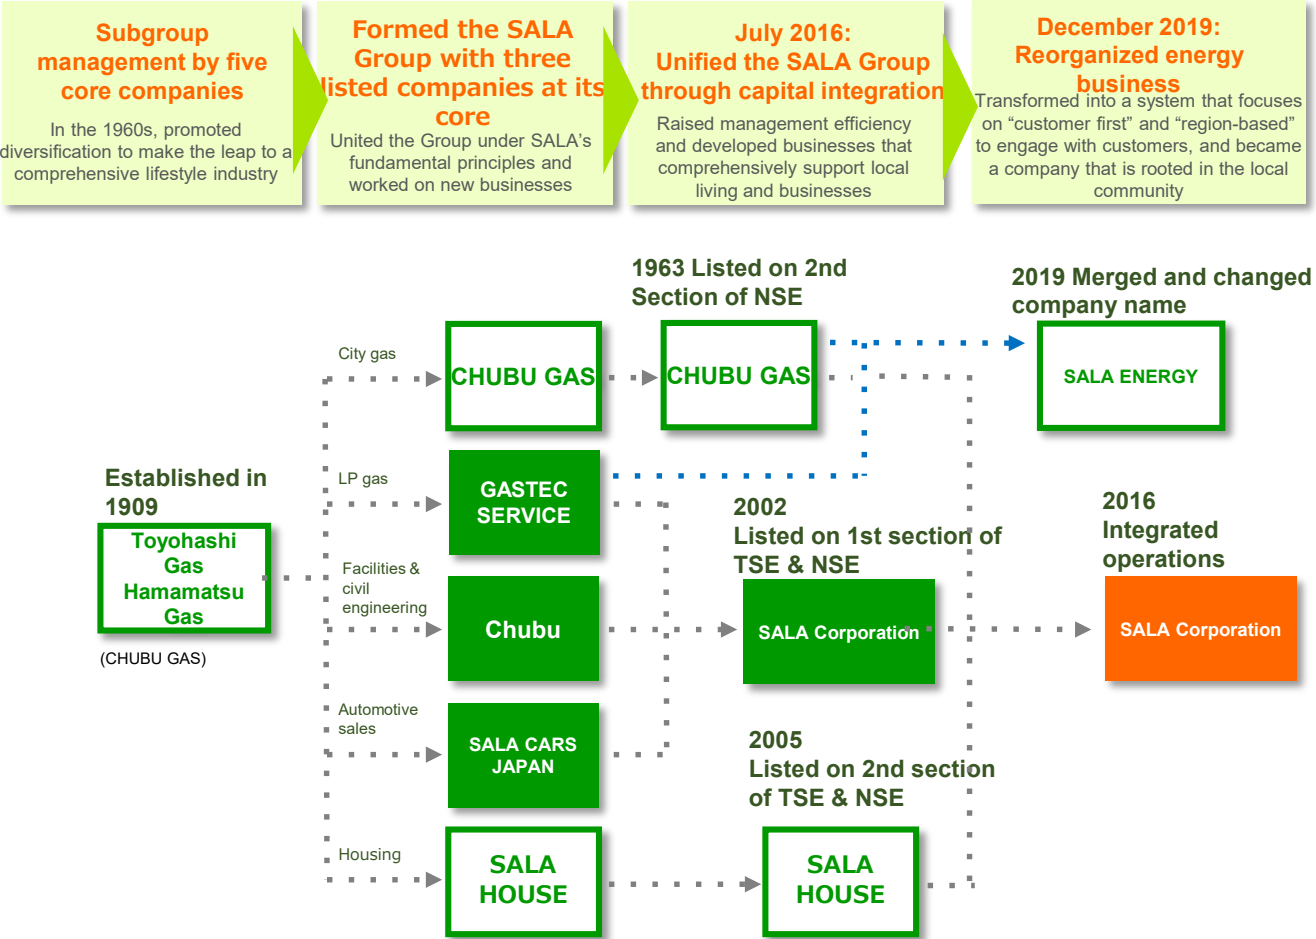 Subgroup
management by five
core companies
In the 1960s, promoted
diversification to make the leap to a
comprehensive lifestyle industry
Formed the SALA
Group with three
listed companies at its
core
United the Group under SALA's
fundamental principles and
worked on new businesses
July 2016:
Unified the SALA Group
through capital integration
Raised management efficiency
and developed businesses that
comprehensively support local
living and businesses
December 2019:
Reorganized energy
business
Transformed into a system that focuses
on “customer first” and “region-based”
to engage with customers, and became
a company that is rooted in the local
community
1963 Listed on 2nd
Section of NSE
2019 Merged and changed
company name
City gas
CHUBU GAS
CHUBU GAS
SALA ENERGY
Established in
1909
Toyohashi
Gas
Hamamatsu
Gas
(CHUBU GAS)
LP gas
GASTEC
SERVICE
2002
Listed on 1st section of
TSE & NSE
2016
Integrated
operations
Facilities &
civil
engineering
Chubu
SALA Corporation
SALA Corporation
Automotive
sales
SALA CARS
JAPAN
2005
Listed on 2nd section
of TSE & NSE
Housing
SALA
HOUSE
SALA
HOUSE